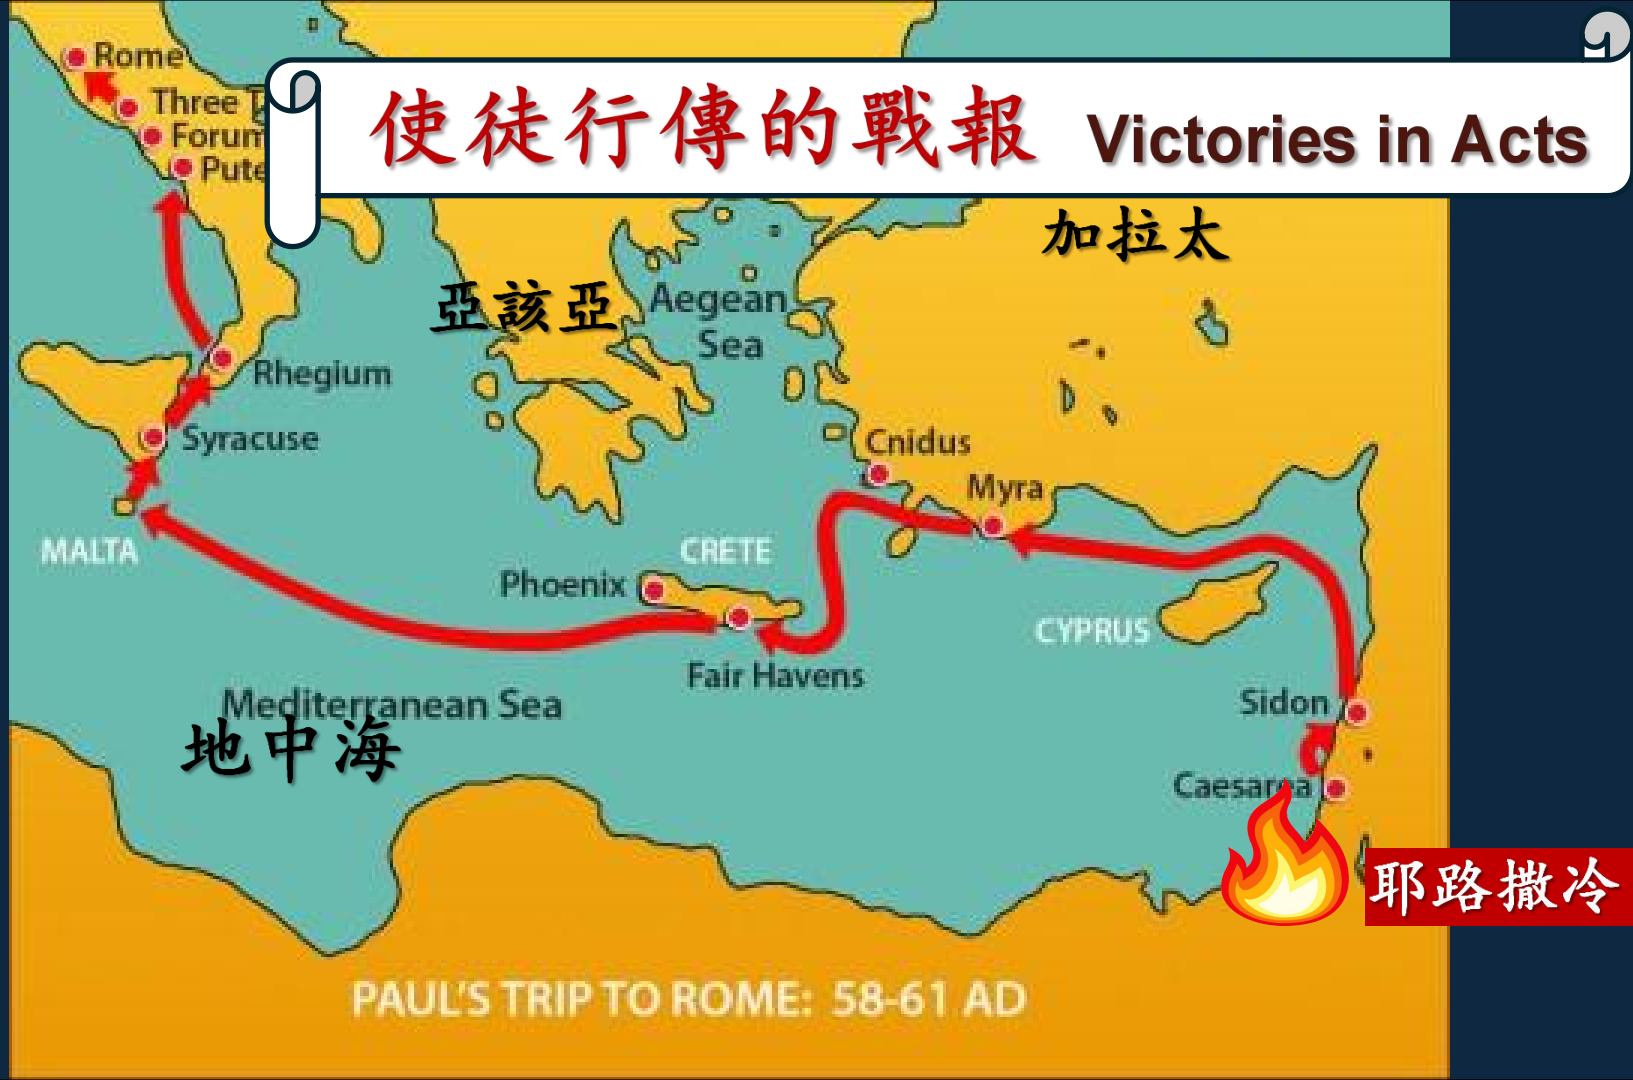 使徒行傳的戰報 Victories in Acts
Rome
Three
Forum
Pute
加拉太
亞該亞
Aegean
Sea
Rhegium
Syracuse
Cnidus
Myra
MALTA
CRETE
Phoenix
CYPRUS
Fair Havens
Mediterranean Sea
地中海
Sidon
Caesarea
耶路撒冷
PAUL'S TRIP TO ROME: 58-61 AD